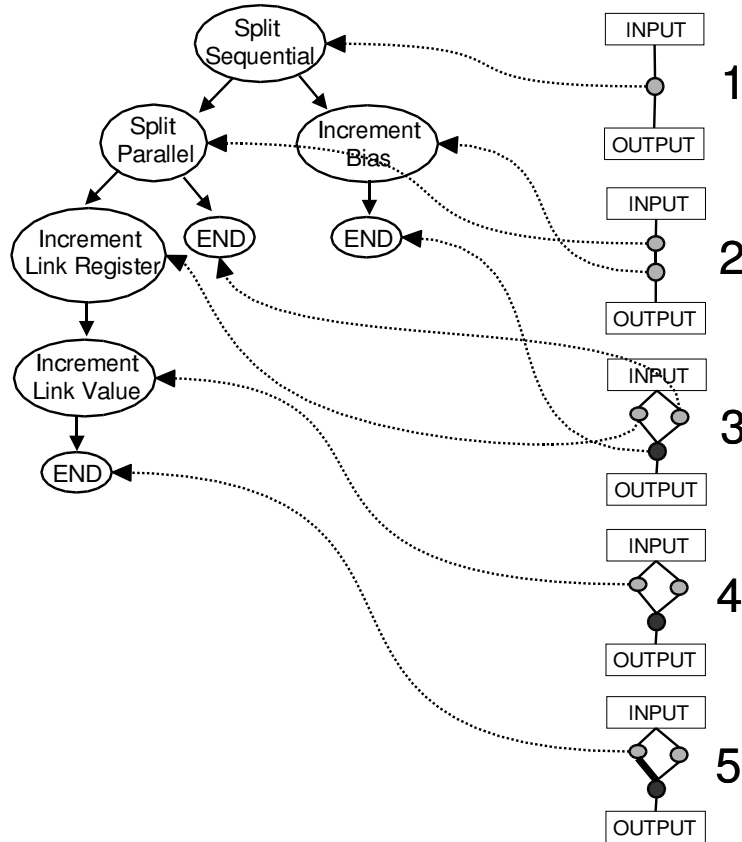 Split
Sequential
Split
Parallel
Increment
Bias
Increment
Link Register
END
END
Increment
Link Value
END
INPUT
OUTPUT
1
INPUT
OUTPUT
2
INPUT
OUTPUT
3
INPUT
OUTPUT
4
INPUT
OUTPUT
5